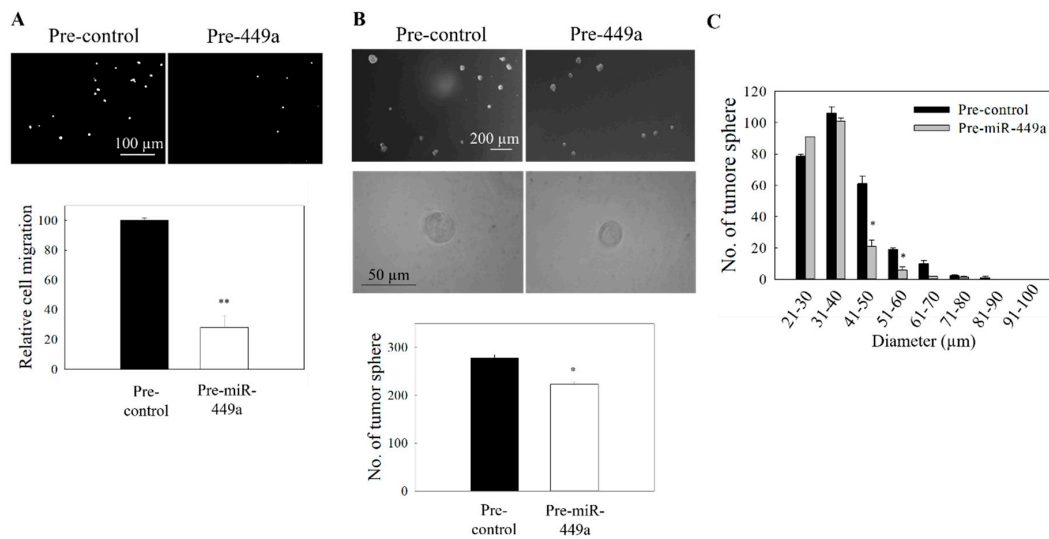 A
Pre-control Pre-449a
100 µm
Relative cell migration
100
80
60
40
20
0
Pre-
control
Pre-miR-
449a
B
Pre-control Pre-449a
200 µm
50 µm
No. of tumor sphere
300
200
100
0
*
**
Pre-
control
Pre-miR-
449a
C
No. of tumore sphere
120
100
80
60
40
20
0
Pre-control
Pre-miR-449a
*
*
21-30
31-40
41-50
51-60
61-70
71-80
81-90
91-100
Diameter (µm)